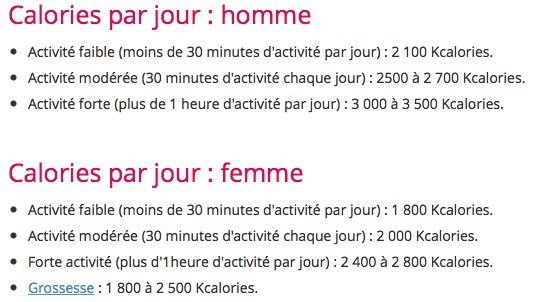 Calories par jour : homme
• Activité faible (moins de 30 minutes d'activité par jour) : 2 100 Kcalories.
• Activité modérée (30 minutes d'activité chaque jour) : 2500 à 2 700 Kcalories.
• Activité forte (plus de 1 heure d'activité par jour) : 3 000 à 3 500 Kcalories.
Calories par jour : femme
• Activité faible (moins de 30 minutes d'activité par jour) : 1 800 Kcalories.
• Activité modérée (30 minutes d'activité chaque jour) : 2 000 Kcalories.
• Forte activité (plus d'1heure d'activité par jour) : 2 400 à 2 800 Kcalories.
• Grossesse : 1 800 à 2 500 Kcalories.